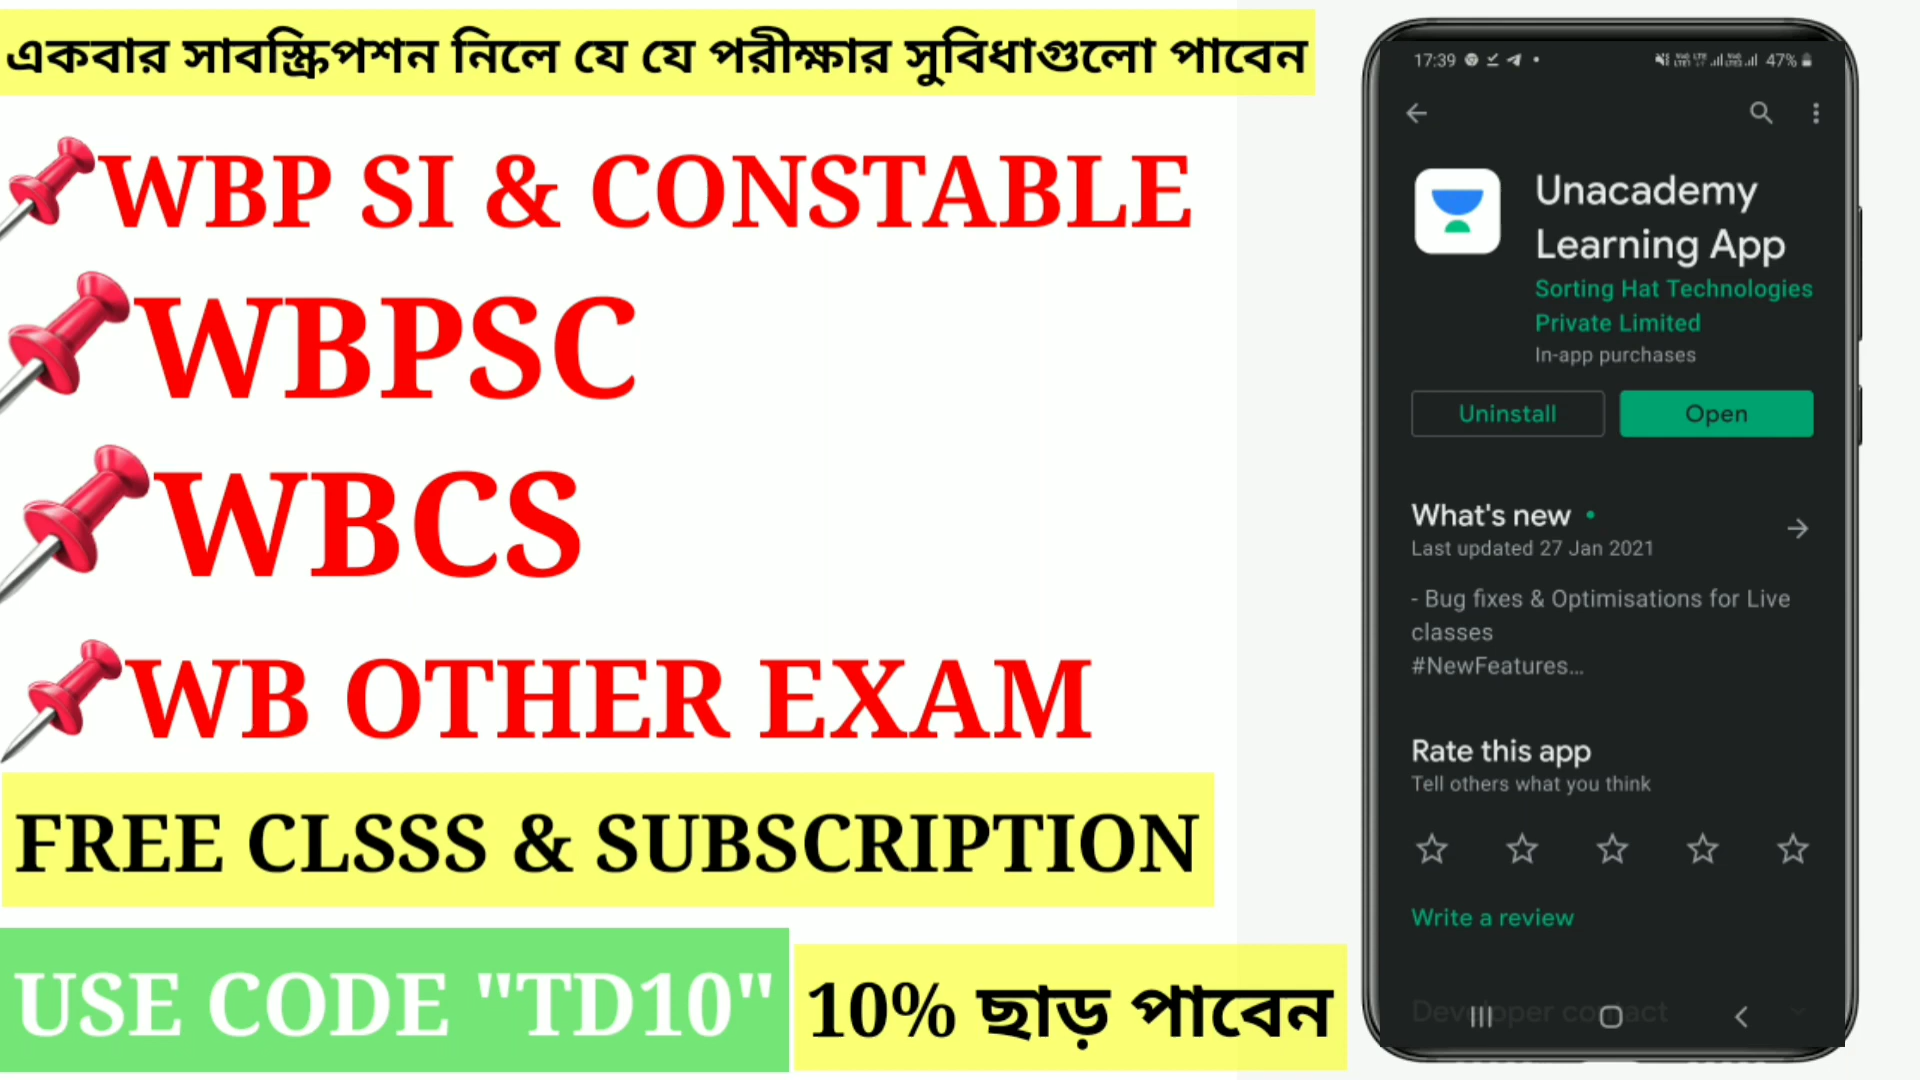 একবার সাবস্ক্রিপশন নিলে যে যে পরীক্ষার সুবিধাগুলো পাবেন
WBP SI & CONSTABLE
WBPSC
WBCS
WB OTHER EXAM
FREE CLSSS & SUBSCRIPTION
USE CODE "TD10"
10% ছাড় পাবেন
17:39
47%
Unacademy
Learning App
Sorting Hat Technologies
Private Limited
In-app purchases
Uninstall
Open
What's new
Last updated 27 Jan 2021
- Bug fixes & Optimisations for Live
classes
#NewFeatures...
Rate this app
Tell others what you think
Write a review